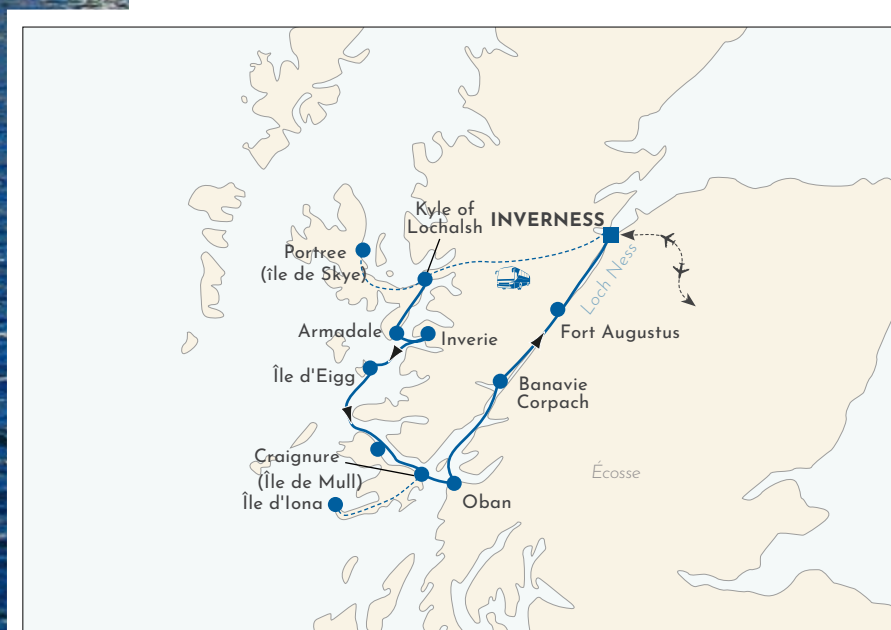 Kyle of
Lochalsh
INVERNESS
Portree
(île de Skye)
Loch Ness
Armadale
Inverie
Fort Augustus
Île d'Eigg
Banavie
Corpach
Craignure
(Île de Mull)
Île d'Iona
Oban
Écosse